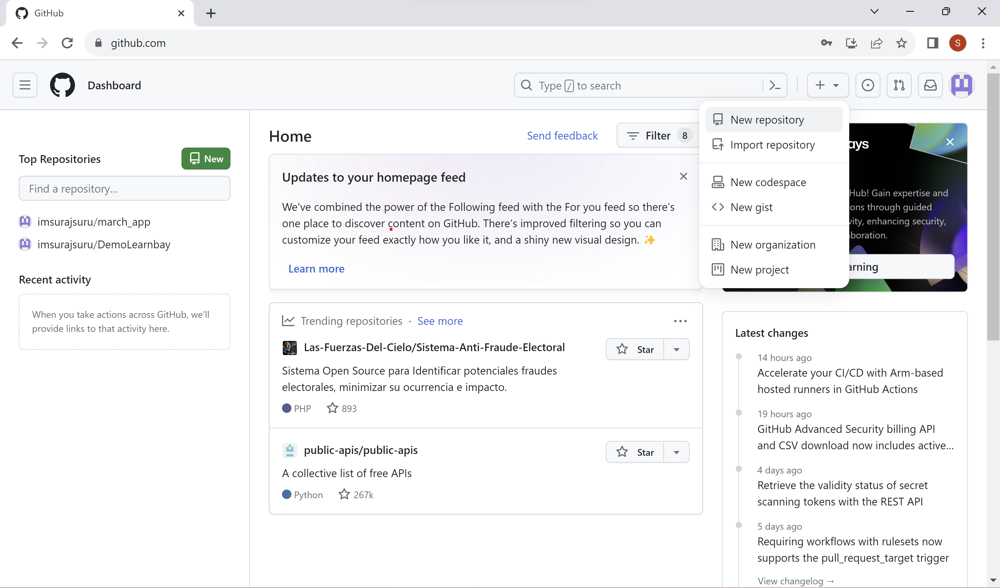 GitHub
github.com
S
Dashboard
Type / to search
New repository
Import repository
New codespace
New gist
New organization
New project
Top Repositories
New
Find a repository...
imsurajsuru/march_app
imsurajsuru/DemoLearnbay
Recent activity
When you take actions across GitHub, we’ll
provide links to that activity here.
Home
Send feedback
Filter 8
Updates to your homepage feed
We've combined the power of the Following feed with the For you feed so there’s
one place to discover content on GitHub. There’s improved filtering so you can
customize your feed exactly how you like it, and a shiny new visual design. ✨
Learn more
Trending repositories · See more
Las-Fuerzas-Del-Cielo/Sistema-Anti-Fraude-Electoral
Star
Sistema Open Source para Identificar potenciales fraudes
electorales, minimizar su ocurrencia e impacto.
PHP 893
public-apis/public-apis
Star
A collective list of free APIs
Python 267k
Hub! Gain expertise and
ons through guided
enhancing security,
Latest changes
14 hours ago
Accelerate your CI/CD with Arm-based
hosted runners in GitHub Actions
19 hours ago
GitHub Advanced Security billing API
and CSV download now includes active...
4 days ago
Retrieve the validity status of secret
scanning tokens with the REST API
5 days ago
Requiring workflows with rulesets now
supports the pull_request_target trigger
View changelog →